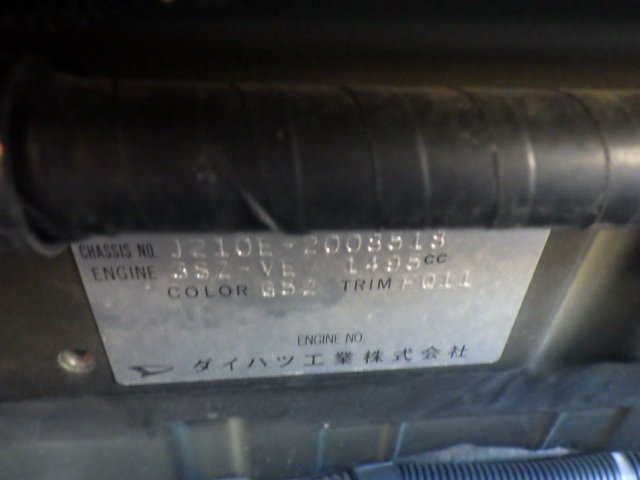 CHASSIS NO. J210E-2008518
ENGINE 3SZ-VE 1495cc
COLOR G52 TRIM FQ11
ENGINE NO.
ダイハツ工業株式会社